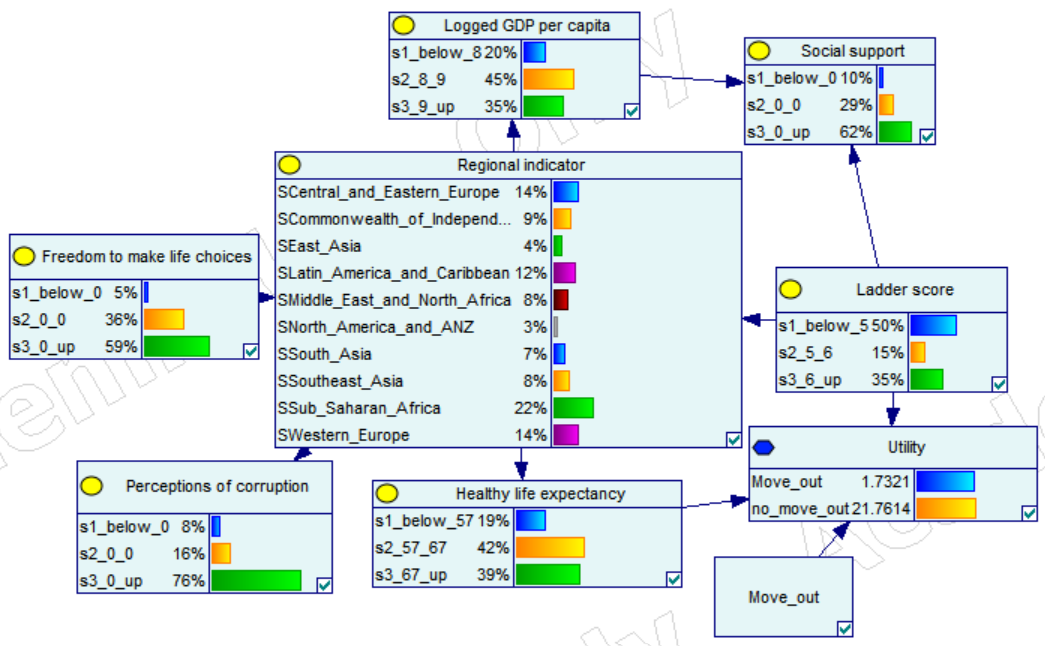 Logged GDP per capita
s1_below_8 20%
s2_8_9 45%
s3_9_up 35%
Social support
s1_below_0 10%
s2_0_0 29%
s3_0_up 62%
Regional indicator
SCentral_and_Eastern_Europe 14%
SCommonwealth_of_Independ... 9%
SEast_Asia 4%
SLatin_America_and_Caribbean 12%
SMiddle_East_and_North_Africa 8%
SNorth_America_and_ANZ 3%
SSouth_Asia 7%
SSoutheast_Asia 8%
SSub_Saharan_Africa 22%
SWestern_Europe 14%
Freedom to make life choices
s1_below_0 5%
s2_0_0 36%
s3_0_up 59%
Ladder score
s1_below_5 50%
s2_5_6 15%
s3_6_up 35%
Utility
Move_out 1.7321
no_move_out 21.7614
Perceptions of corruption
s1_below_0 8%
s2_0_0 16%
s3_0_up 76%
Healthy life expectancy
s1_below_57 19%
s2_57_67 42%
s3_67_up 39%
Move_out